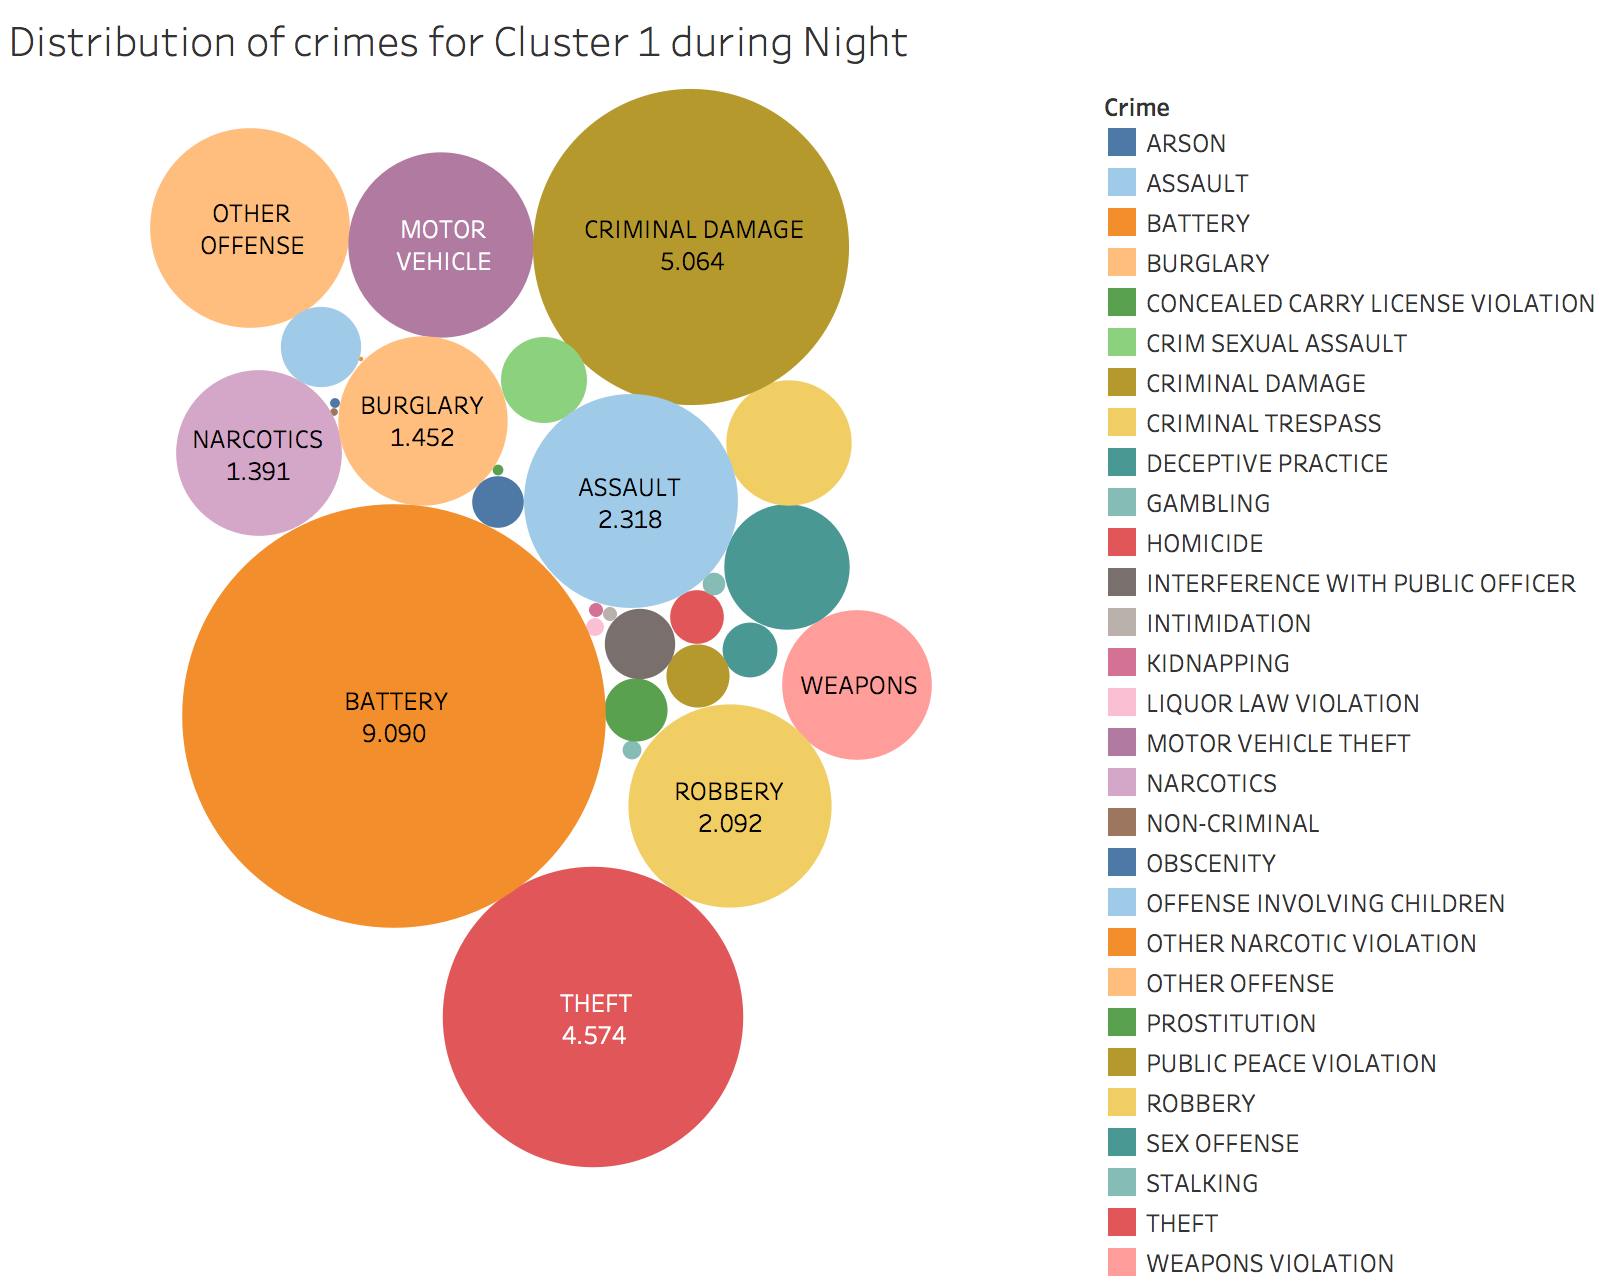 Distribution of crimes for Cluster 1 during Night
OTHER
OFFENSE
MOTOR
VEHICLE
CRIMINAL DAMAGE
5.064
BURGLARY
1.452
NARCOTICS
1.391
ASSAULT
2.318
BATTERY
9.090
WEAPONS
ROBBERY
2.092
THEFT
4.574
Crime
ARSON
ASSAULT
BATTERY
BURGLARY
CONCEALED CARRY LICENSE VIOLATION
CRIM SEXUAL ASSAULT
CRIMINAL DAMAGE
CRIMINAL TRESPASS
DECEPTIVE PRACTICE
GAMBLING
HOMICIDE
INTERFERENCE WITH PUBLIC OFFICER
INTIMIDATION
KIDNAPPING
LIQUOR LAW VIOLATION
MOTOR VEHICLE THEFT
NARCOTICS
NON-CRIMINAL
OBSCENITY
OFFENSE INVOLVING CHILDREN
OTHER NARCOTIC VIOLATION
OTHER OFFENSE
PROSTITUTION
PUBLIC PEACE VIOLATION
ROBBERY
SEX OFFENSE
STALKING
THEFT
WEAPONS VIOLATION